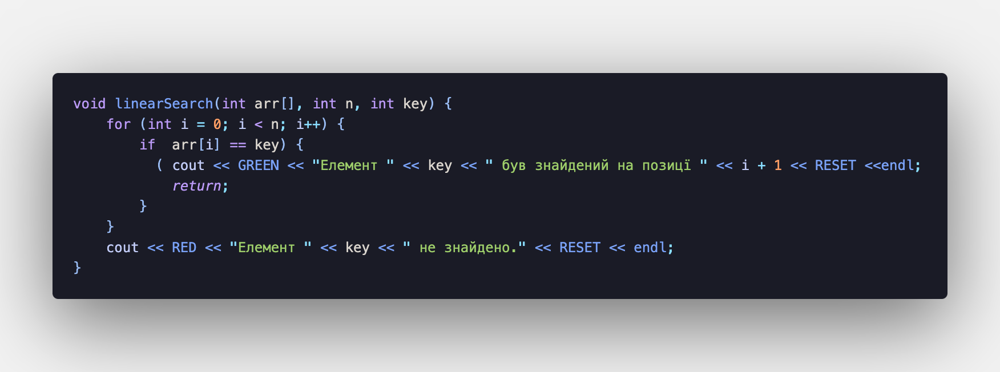 void linearSearch(int arr[], int n, int key) {
    for (int i = 0; i < n; i++) {
        if  arr[i] == key) {
          ( cout << GREEN << "Елемент " << key << " був знайдений на позиції " << i + 1 << RESET <<endl;
            return;
        }
    }
    cout << RED << "Елемент " << key << " не знайдено." << RESET << endl;
}